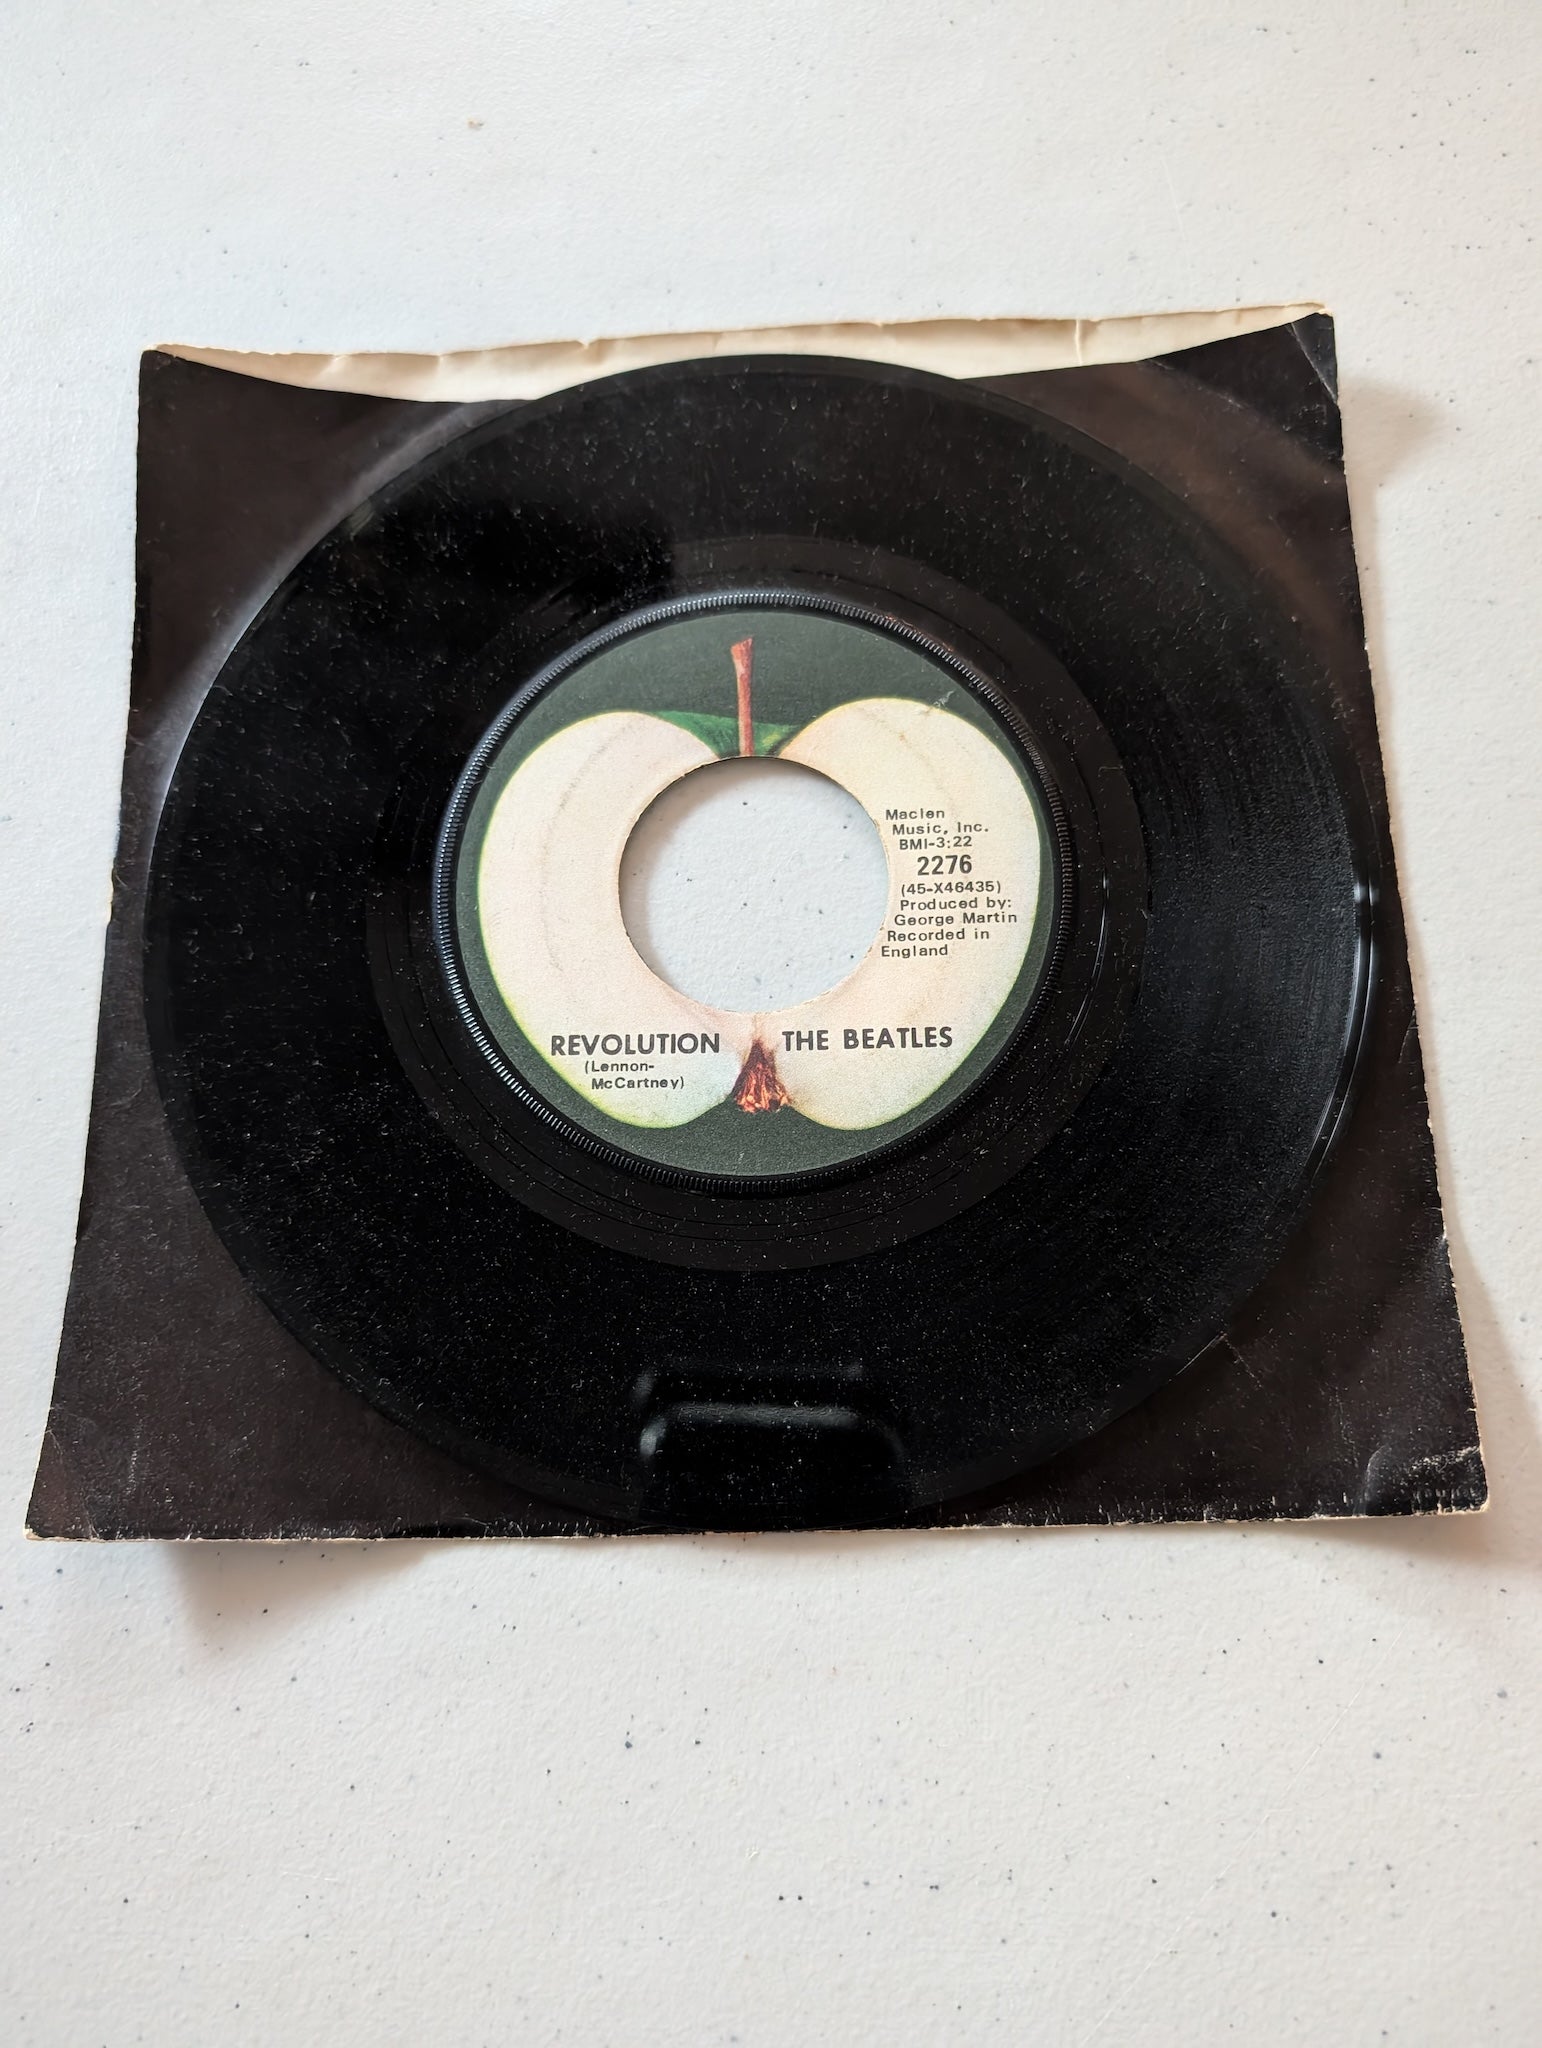 Maclen
Music, Inc.
BMI-3:22
2276
(45-X46435)
Produced by:
George Martin
Recorded in
England
REVOLUTION THE BEATLES
(Lennon-
McCartney)